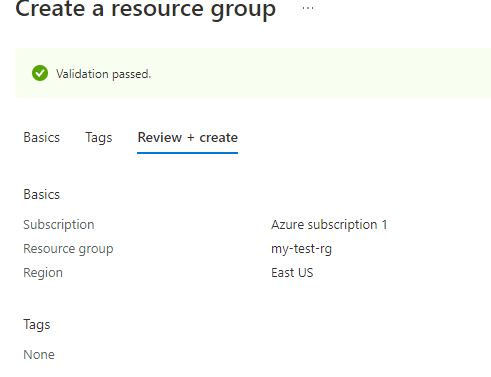 Create a resource group ...
Validation passed.
Basics Tags Review + create
Basics
Subscription Azure subscription 1
Resource group my-test-rg
Region East US
Tags
None